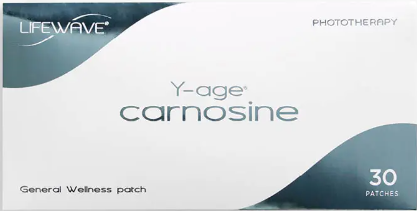 LIFEWAVE®
PHOTOTHERAPY
Y-age®
carnosine
General Wellness patch
30
PATCHES